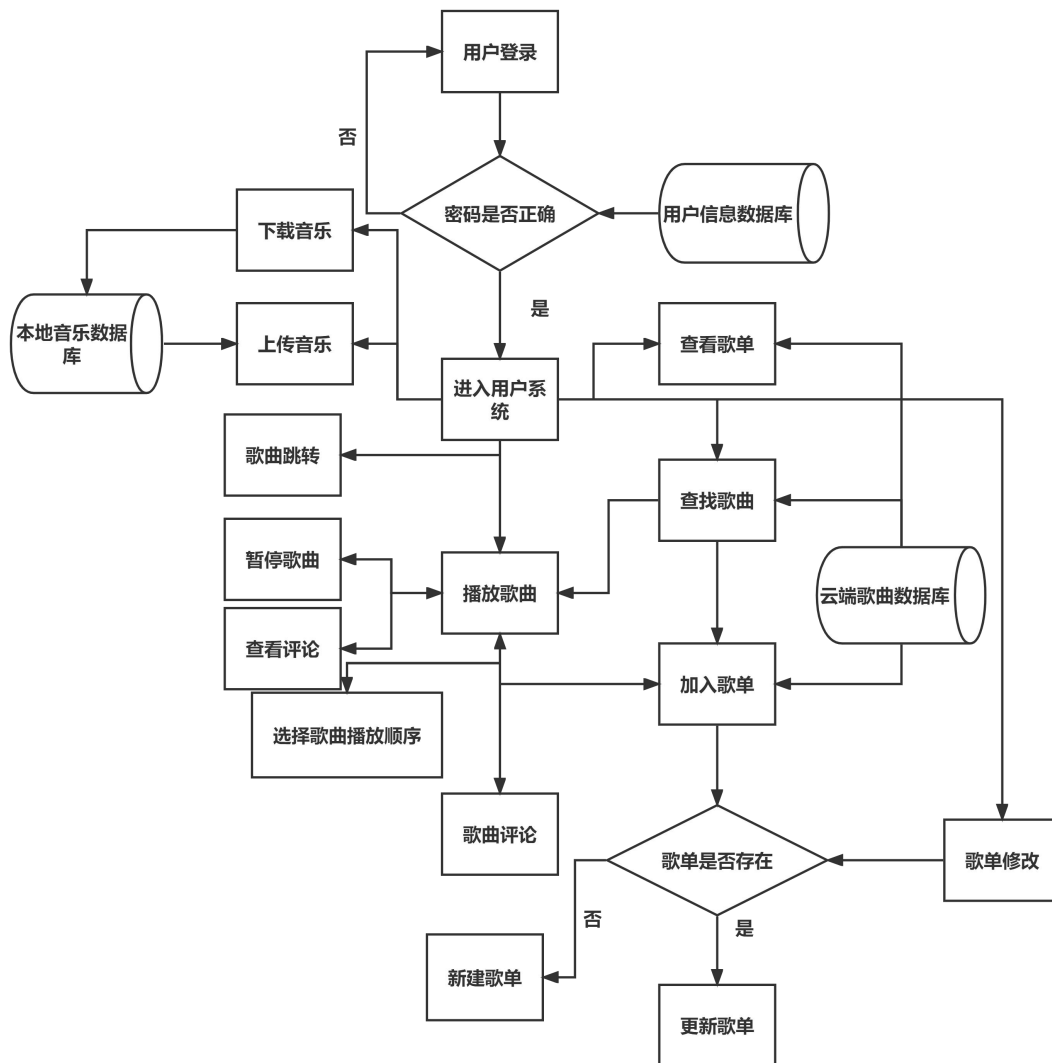 用户登录
否
密码是否正确
用户信息数据库
下载音乐
是
本地音乐数据
库
上传音乐
查看歌单
进入用户系
统
歌曲跳转
查找歌曲
暂停歌曲
播放歌曲
云端歌曲数据库
查看评论
加入歌单
选择歌曲播放顺序
歌曲评论
歌单是否存在
歌单修改
否
是
新建歌单
更新歌单